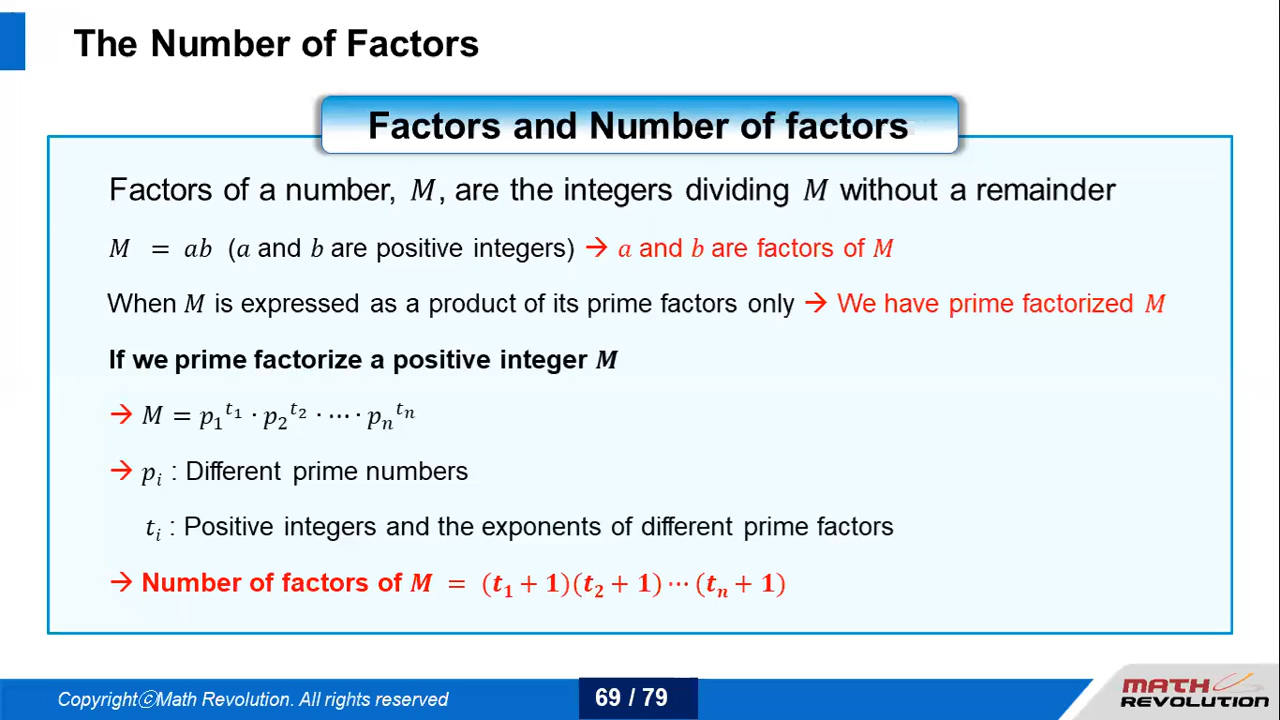 The Number of Factors
Factors and Number of factors
Factors of a number, M, are the integers dividing M without a remainder
M = ab (a and b are positive integers) → a and b are factors of M
When M is expressed as a product of its prime factors only → We have prime factorized M
If we prime factorize a positive integer M
→ M = p₁^t₁ · p₂^t₂ · ⋯ · pₙ^tₙ
→ pᵢ : Different prime numbers
tᵢ : Positive integers and the exponents of different prime factors
→ Number of factors of M = (t₁ + 1)(t₂ + 1) ⋯ (tₙ + 1)
CopyrightⓒMath Revolution. All rights reserved
69 / 79
MATH
REVOLUTION